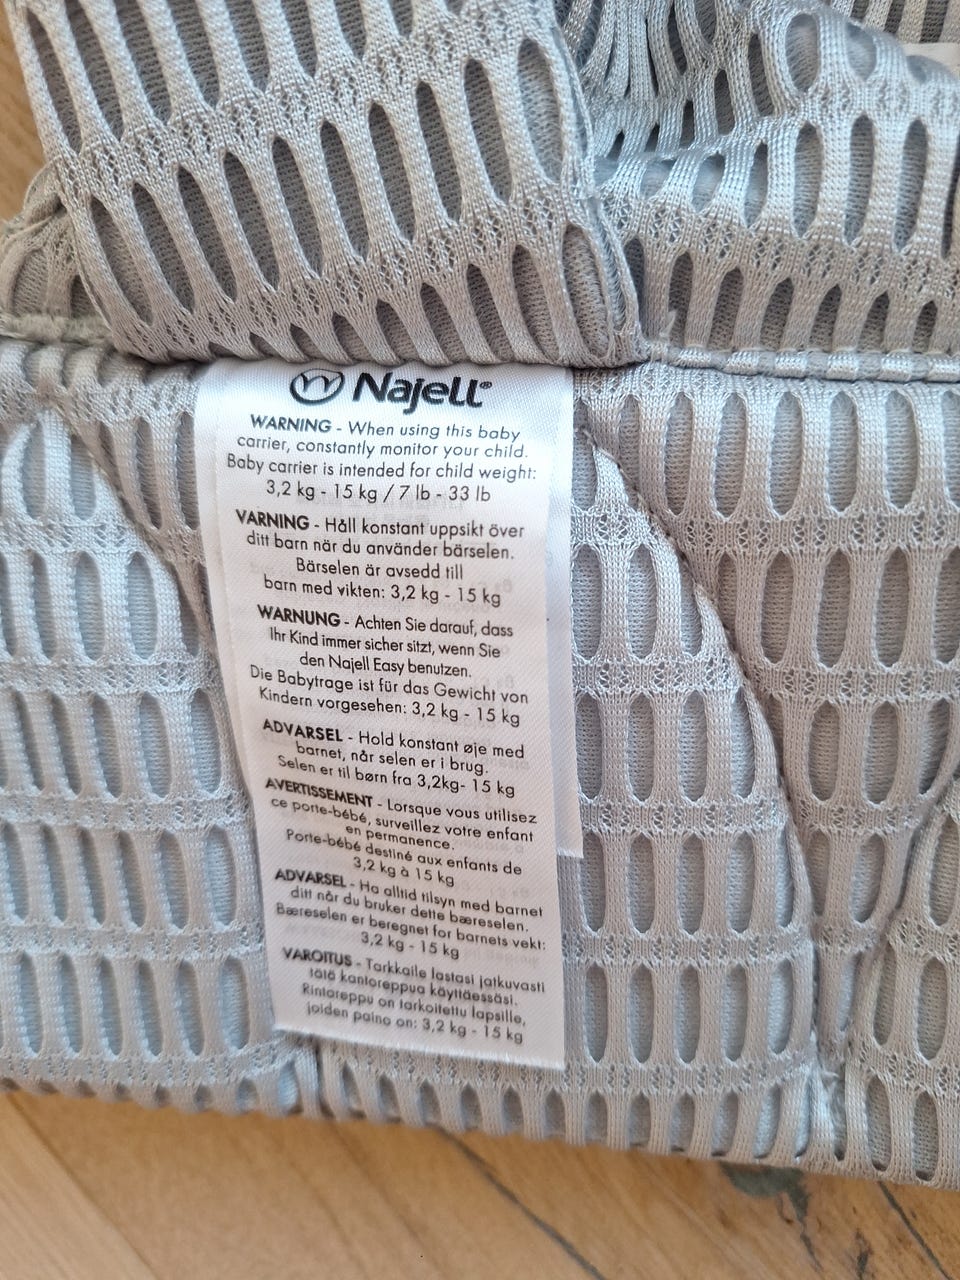 Najell®
WARNING - When using this baby
carrier, constantly monitor your child.
Baby carrier is intended for child weight:
3,2 kg - 15 kg / 7 lb - 33 lb
VARNING - Håll konstant uppsikt över
ditt barn när du använder bärselen.
Bärselen är avsedd till
barn med vikten: 3,2 kg - 15 kg
WARNUNG - Achten Sie darauf, dass
Ihr Kind immer sicher sitzt, wenn Sie
den Najell Easy benutzen.
Die Babytrage ist für das Gewicht von
Kindern vorgesehen: 3,2 kg - 15 kg
ADVARSEL - Hold konstant øje med
barnet, når selen er i brug.
Selen er til børn fra 3,2kg- 15 kg
AVERTISSEMENT - Lorsque vous utilisez
ce porte-bébé, surveillez votre enfant
en permanence.
Porte-bébé destiné aux enfants de
3,2 kg à 15 kg
ADVARSEL - Ha alltid tilsyn med barnet
ditt når du bruker dette bæreselen.
Bæreselen er beregnet for barnets vekt:
3,2 kg - 15 kg
VAROITUS - Tarkkaile lastasi jatkuvasti
tätä kantoreppua käyttäessäsi.
Rintareppu on tarkoitettu lapsille,
joiden paino on: 3,2 kg - 15 kg